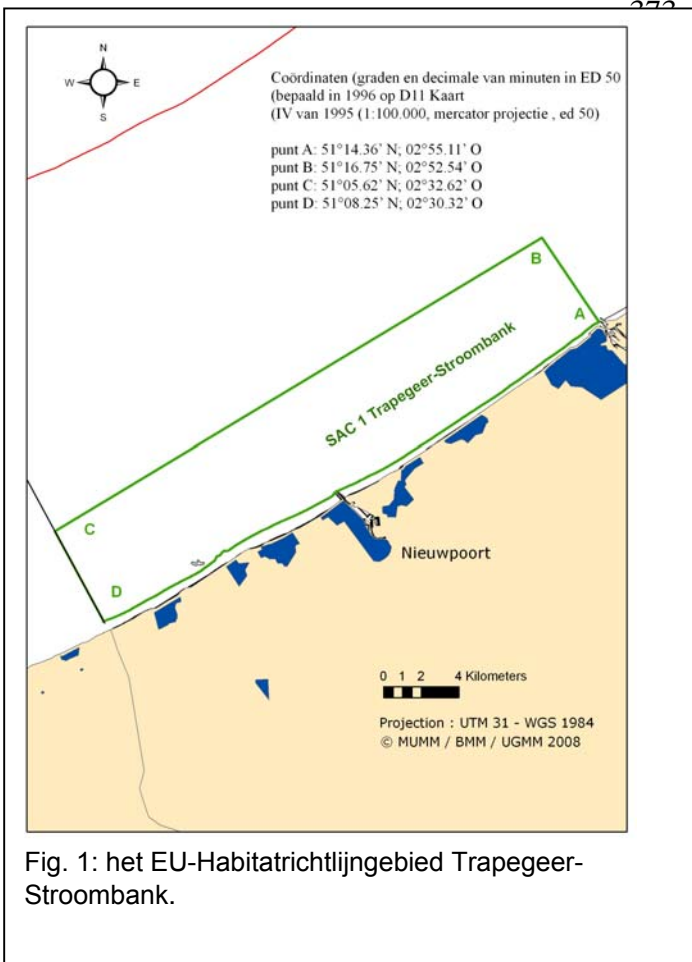 N
W E
S
Coördinaten (graden en decimale van minuten in ED 50
(bepaald in 1996 op D11 Kaart
(IV van 1995 (1:100.000, mercator projectie , ed 50)
punt A: 51°14.36' N; 02°55.11' O
punt B: 51°16.75' N; 02°52.54' O
punt C: 51°05.62' N; 02°32.62' O
punt D: 51°08.25' N; 02°30.32' O
B
A
SAC 1 Trapegeer-Stroombank
C
D
Nieuwpoort
0 1 2 4 Kilometers
Projection : UTM 31 - WGS 1984
© MUMM / BMM / UGMM 2008
Fig. 1: het EU-Habitatrichtlijngebied Trapegeer-
Stroombank.